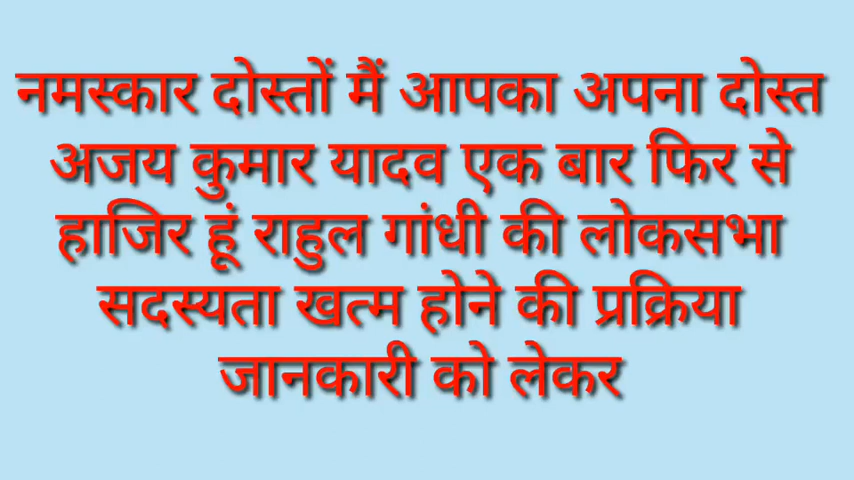 नमस्कार दोस्तों मैं आपका अपना दोस्त
अजय कुमार यादव एक बार फिर से
हाजिर हूं राहुल गांधी की लोकसभा
सदस्यता खत्म होने की प्रक्रिया
जानकारी को लेकर